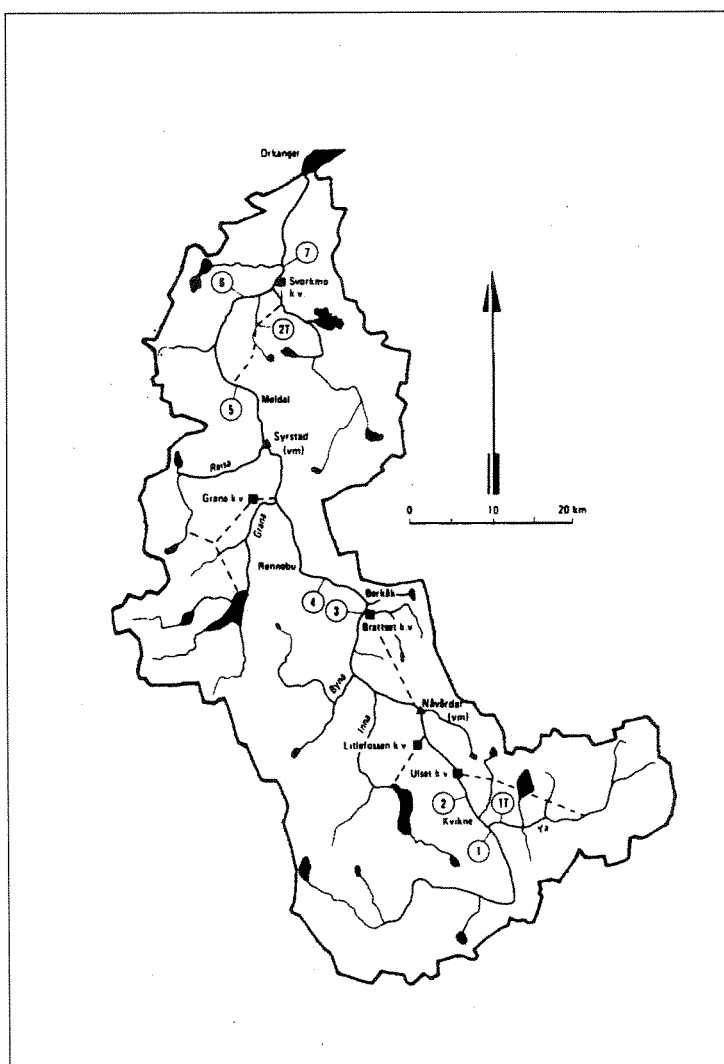 Orkanger
7
6
Svorkmo
k.v.
2T
5
Meldal
Syrstad
(vm)
Resa
Grana k.v
Grana
0 10 20 km
Rennebu
4
3
Berkåk
Brattset k.v
Byna
Inna
Nåvårdal
(vm)
Litlefossen k.v
Ulset k.v
2
1T
Kvikne
Ya
1